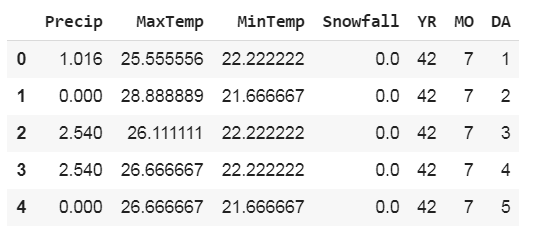 Precip MaxTemp MinTemp Snowfall YR MO DA
0 1.016 25.555556 22.222222 0.0 42 7 1
1 0.000 28.888889 21.666667 0.0 42 7 2
2 2.540 26.111111 22.222222 0.0 42 7 3
3 2.540 26.666667 22.222222 0.0 42 7 4
4 0.000 26.666667 21.666667 0.0 42 7 5